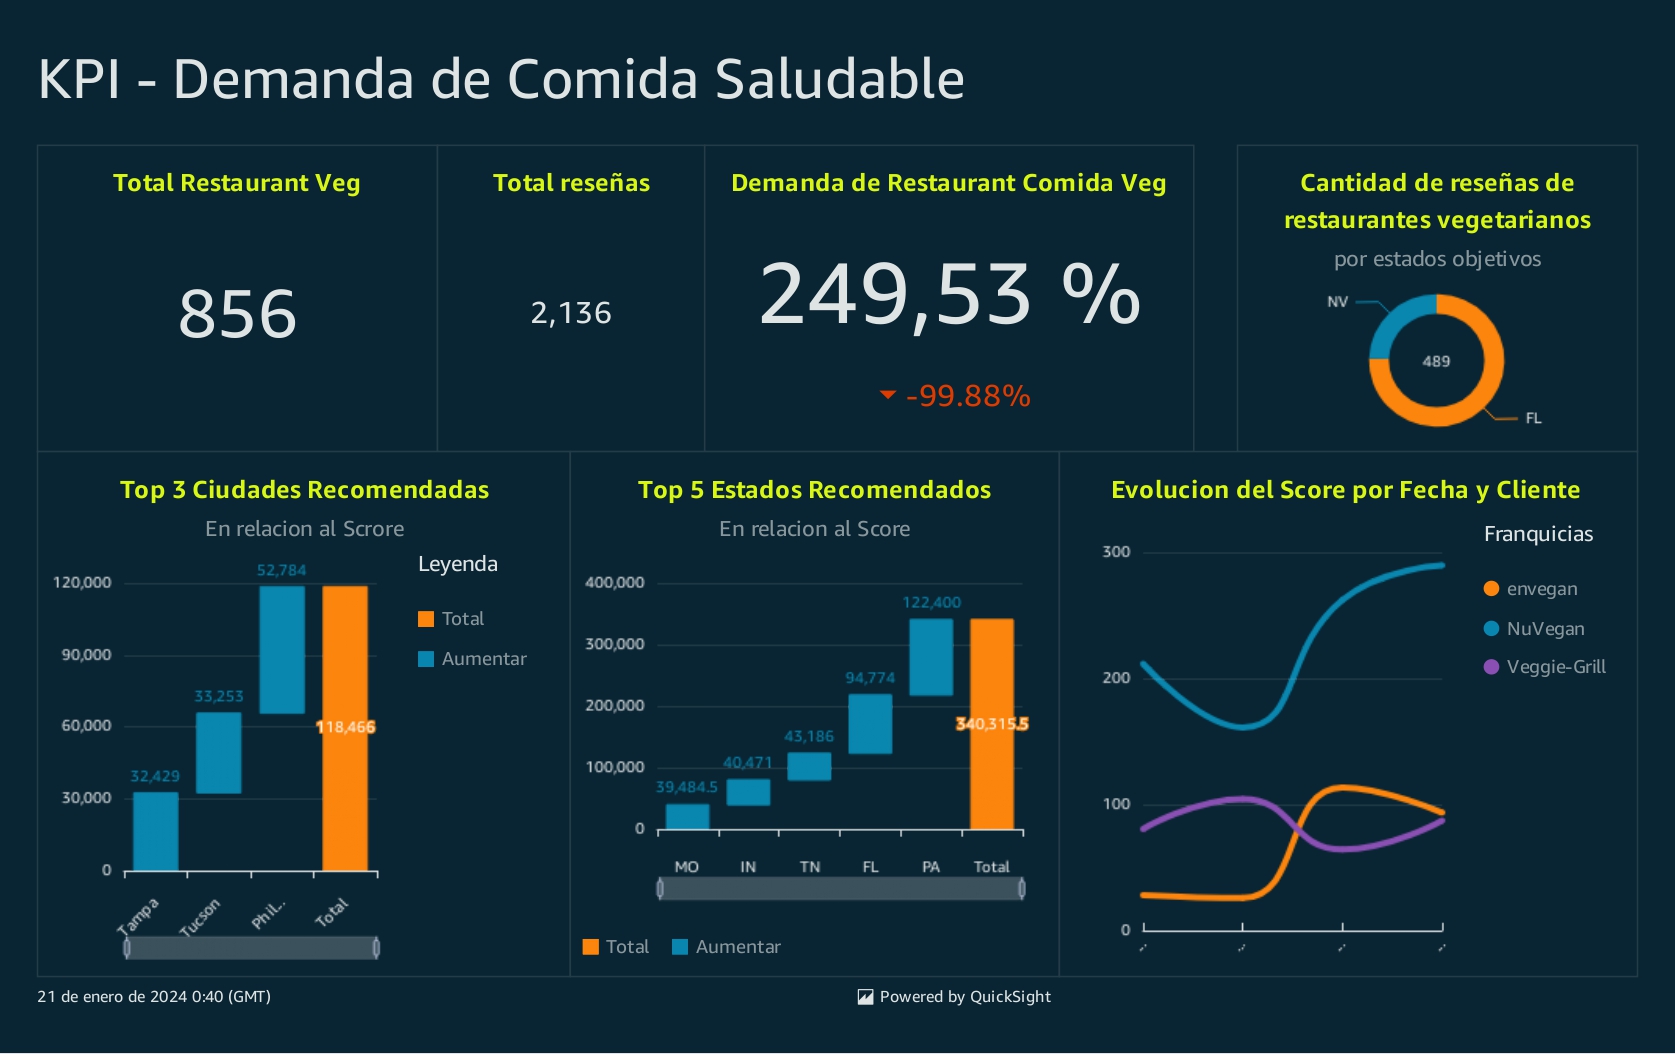 KPI - Demanda de Comida Saludable
Total Restaurant Veg
856
Total reseñas
2,136
Demanda de Restaurant Comida Veg
249,53 %
-99.88%
Cantidad de reseñas de
restaurantes vegetarianos
por estados objetivos
NV
489
FL
Top 3 Ciudades Recomendadas
En relacion al Scrore
Leyenda
Total
Aumentar
120,000
90,000
60,000
30,000
0
32,429
33,253
52,784
118,466
Tampa
Tucson
Phil...
Total
Top 5 Estados Recomendados
En relacion al Score
400,000
300,000
200,000
100,000
0
39,484.5
40,471
43,186
94,774
122,400
340,315.5
MO
IN
TN
FL
PA
Total
Total
Aumentar
Evolucion del Score por Fecha y Cliente
Franquicias
envegan
NuVegan
Veggie-Grill
300
200
100
0
21 de enero de 2024 0:40 (GMT)
Powered by QuickSight